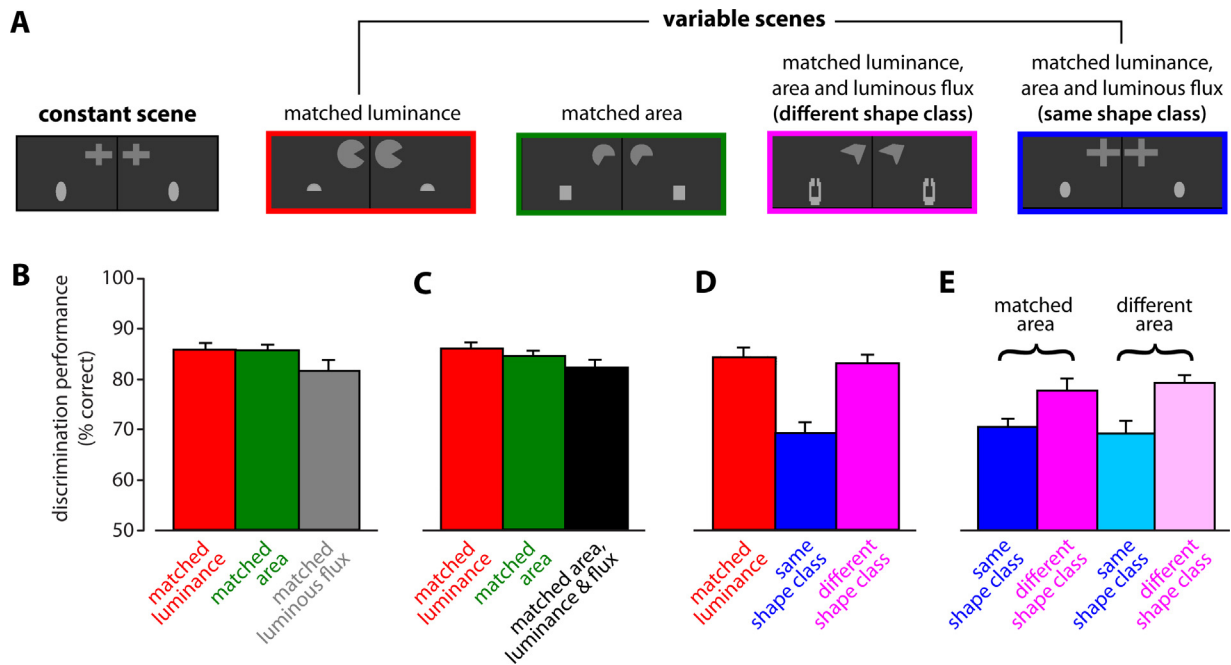 A
variable scenes
constant scene
matched luminance
matched area
matched luminance,
area and luminous flux
(different shape class)
matched luminance,
area and luminous flux
(same shape class)
B
discrimination performance
(% correct)
100
90
80
70
60
50
matched
luminance
matched
area
matched
luminous flux
C
matched
luminance
matched
area
matched area,
luminance & flux
D
matched
luminance
same
shape class
different
shape class
E
matched
area
different
area
same
shape class
different
shape class
same
shape class
different
shape class